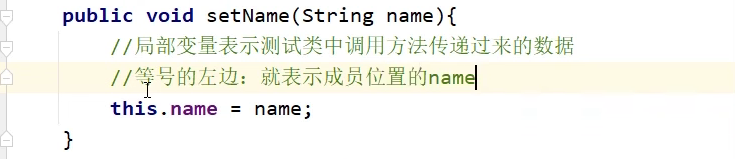 public void setName(String name){
//局部变量表示测试类中调用方法传递过来的数据
//等号的左边：就表示成员位置的name
this.name = name;
}